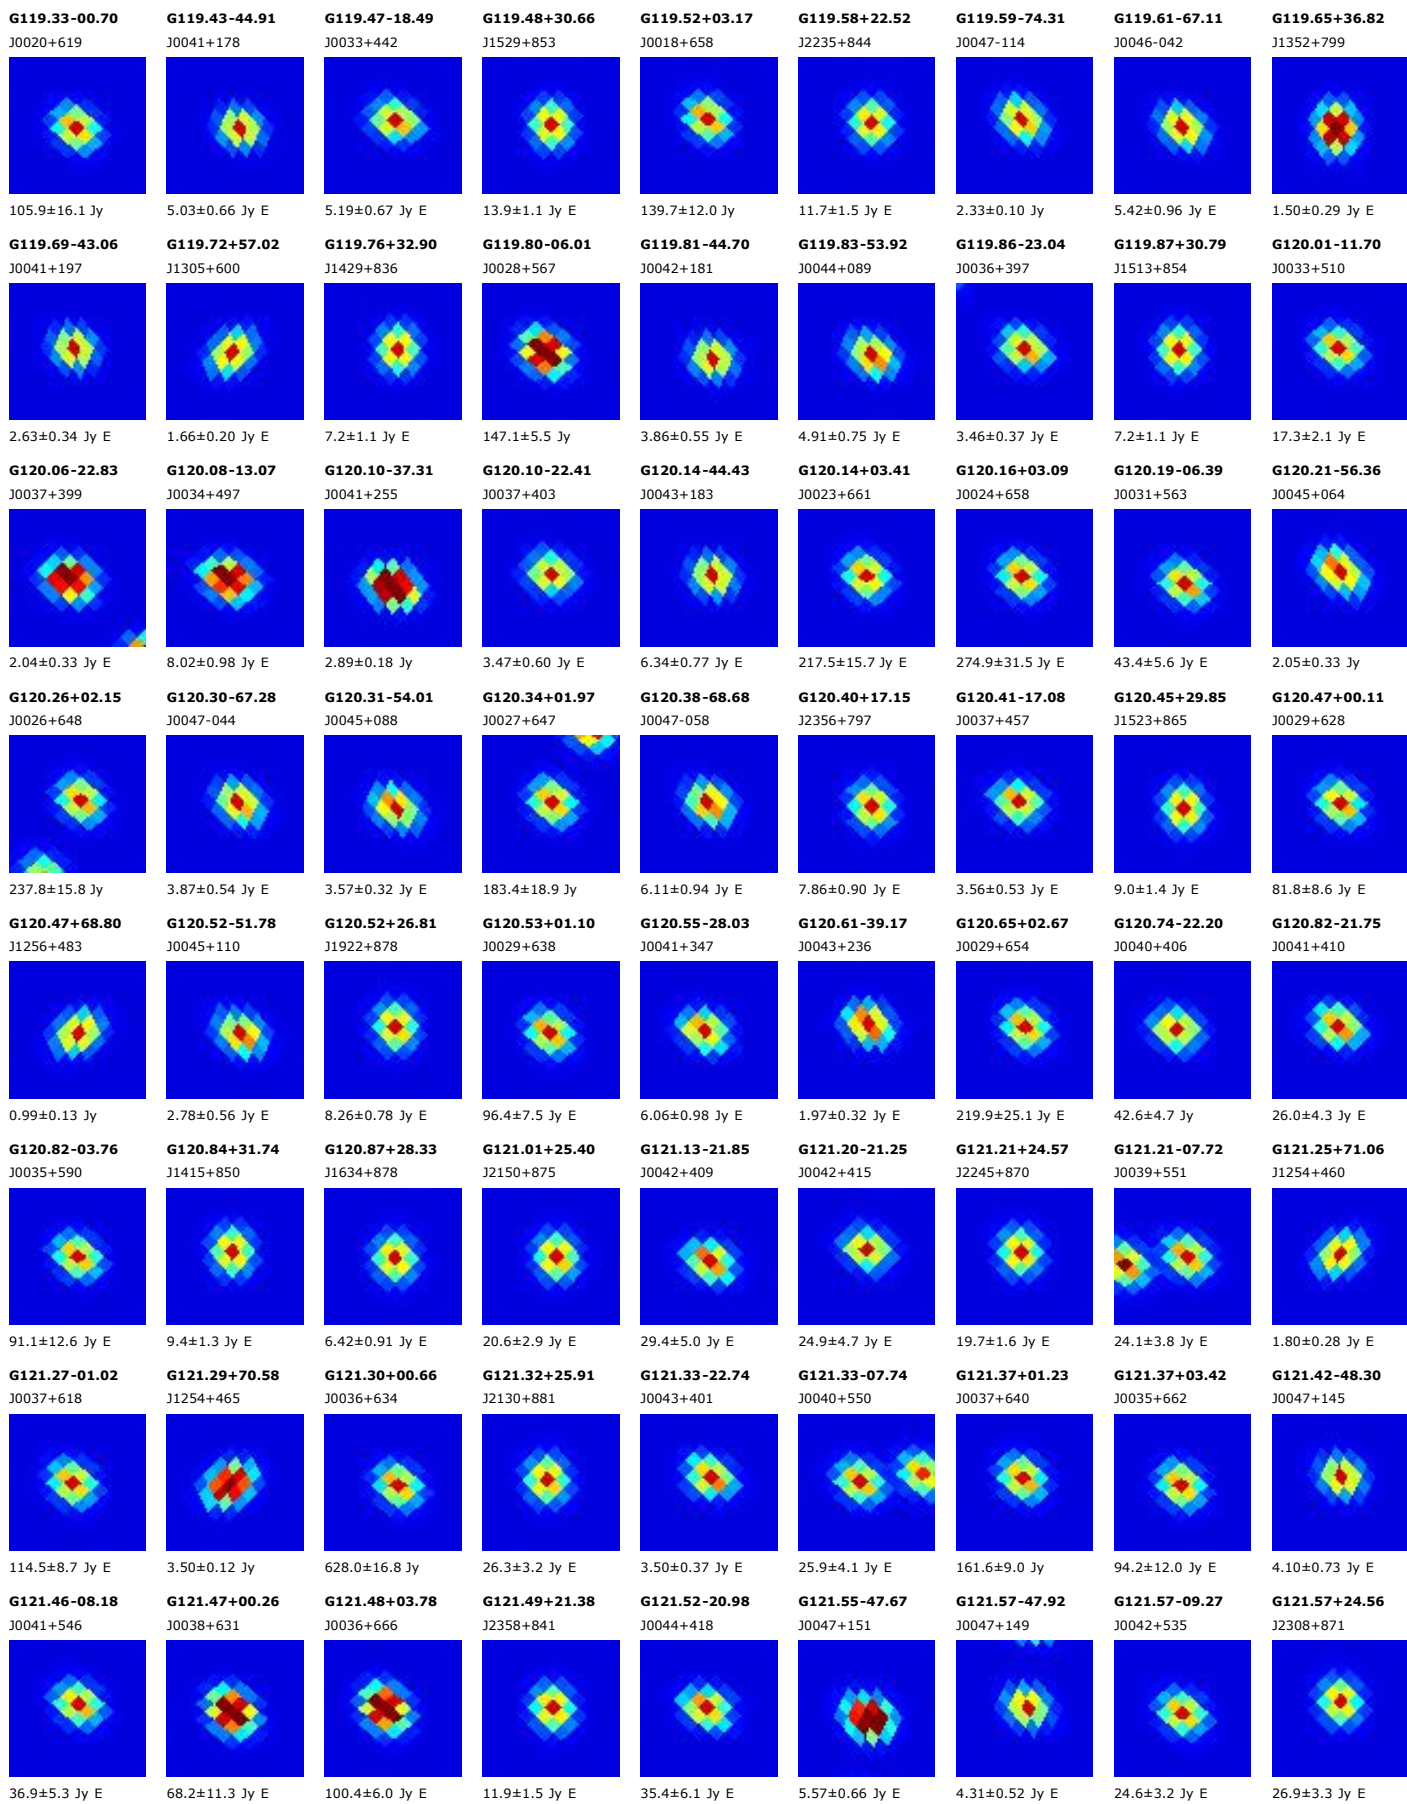 G119.33-00.70 G119.43-44.91 G119.47-18.49 G119.48+30.66 G119.52+03.17 G119.58+22.52 G119.59-74.31 G119.61-67.11 G119.65+36.82
J0020+619 J0041+178 J0033+442 J1529+853 J0018+658 J2235+844 J0047-114 J0046-042 J1352+799
105.9±16.1 Jy 5.03±0.66 Jy E 5.19±0.67 Jy E 13.9±1.1 Jy E 139.7±12.0 Jy 11.7±1.5 Jy E 2.33±0.10 Jy 5.42±0.96 Jy E 1.50±0.29 Jy E
G119.69-43.06 G119.72+57.02 G119.76+32.90 G119.80-06.01 G119.81-44.70 G119.83-53.92 G119.86-23.04 G119.87+30.79 G120.01-11.70
J0041+197 J1305+600 J1429+836 J0028+567 J0042+181 J0044+089 J0036+397 J1513+854 J0033+510
2.63±0.34 Jy E 1.66±0.20 Jy E 7.2±1.1 Jy E 147.1±5.5 Jy 3.86±0.55 Jy E 4.91±0.75 Jy E 3.46±0.37 Jy E 7.2±1.1 Jy E 17.3±2.1 Jy E
G120.06-22.83 G120.08-13.07 G120.10-37.31 G120.10-22.41 G120.14-44.43 G120.14+03.41 G120.16+03.09 G120.19-06.39 G120.21-56.36
J0037+399 J0034+497 J0041+255 J0037+403 J0043+183 J0023+661 J0024+658 J0031+563 J0045+064
2.04±0.33 Jy E 8.02±0.98 Jy E 2.89±0.18 Jy 3.47±0.60 Jy E 6.34±0.77 Jy E 217.5±15.7 Jy E 274.9±31.5 Jy E 43.4±5.6 Jy E 2.05±0.33 Jy
G120.26+02.15 G120.30-67.28 G120.31-54.01 G120.34+01.97 G120.38-68.68 G120.40+17.15 G120.41-17.08 G120.45+29.85 G120.47+00.11
J0026+648 J0047-044 J0045+088 J0027+647 J0047-058 J2356+797 J0037+457 J1523+865 J0029+628
237.8±15.8 Jy 3.87±0.54 Jy E 3.57±0.32 Jy E 183.4±18.9 Jy 6.11±0.94 Jy E 7.86±0.90 Jy E 3.56±0.53 Jy E 9.0±1.4 Jy E 81.8±8.6 Jy E
G120.47+68.80 G120.52-51.78 G120.52+26.81 G120.53+01.10 G120.55-28.03 G120.61-39.17 G120.65+02.67 G120.74-22.20 G120.82-21.75
J1256+483 J0045+110 J1922+878 J0029+638 J0041+347 J0043+236 J0029+654 J0040+406 J0041+410
0.99±0.13 Jy 2.78±0.56 Jy E 8.26±0.78 Jy E 96.4±7.5 Jy E 6.06±0.98 Jy E 1.97±0.32 Jy E 219.9±25.1 Jy E 42.6±4.7 Jy 26.0±4.3 Jy E
G120.82-03.76 G120.84+31.74 G120.87+28.33 G121.01+25.40 G121.13-21.85 G121.20-21.25 G121.21+24.57 G121.21-07.72 G121.25+71.06
J0035+590 J1415+850 J1634+878 J2150+875 J0042+409 J0042+415 J2245+870 J0039+551 J1254+460
91.1±12.6 Jy E 9.4±1.3 Jy E 6.42±0.91 Jy E 20.6±2.9 Jy E 29.4±5.0 Jy E 24.9±4.7 Jy E 19.7±1.6 Jy E 24.1±3.8 Jy E 1.80±0.28 Jy E
G121.27-01.02 G121.29+70.58 G121.30+00.66 G121.32+25.91 G121.33-22.74 G121.33-07.74 G121.37+01.23 G121.37+03.42 G121.42-48.30
J0037+618 J1254+465 J0036+634 J2130+881 J0043+401 J0040+550 J0037+640 J0035+662 J0047+145
114.5±8.7 Jy E 3.50±0.12 Jy 628.0±16.8 Jy 26.3±3.2 Jy E 3.50±0.37 Jy E 25.9±4.1 Jy E 161.6±9.0 Jy 94.2±12.0 Jy E 4.10±0.73 Jy E
G121.46-08.18 G121.47+00.26 G121.48+03.78 G121.49+21.38 G121.52-20.98 G121.55-47.67 G121.57-47.92 G121.57-09.27 G121.57+24.56
J0041+546 J0038+631 J0036+666 J2358+841 J0044+418 J0047+151 J0047+149 J0042+535 J2308+871
36.9±5.3 Jy E 68.2±11.3 Jy E 100.4±6.0 Jy E 11.9±1.5 Jy E 35.4±6.1 Jy E 5.57±0.66 Jy E 4.31±0.52 Jy E 24.6±3.2 Jy E 26.9±3.3 Jy E